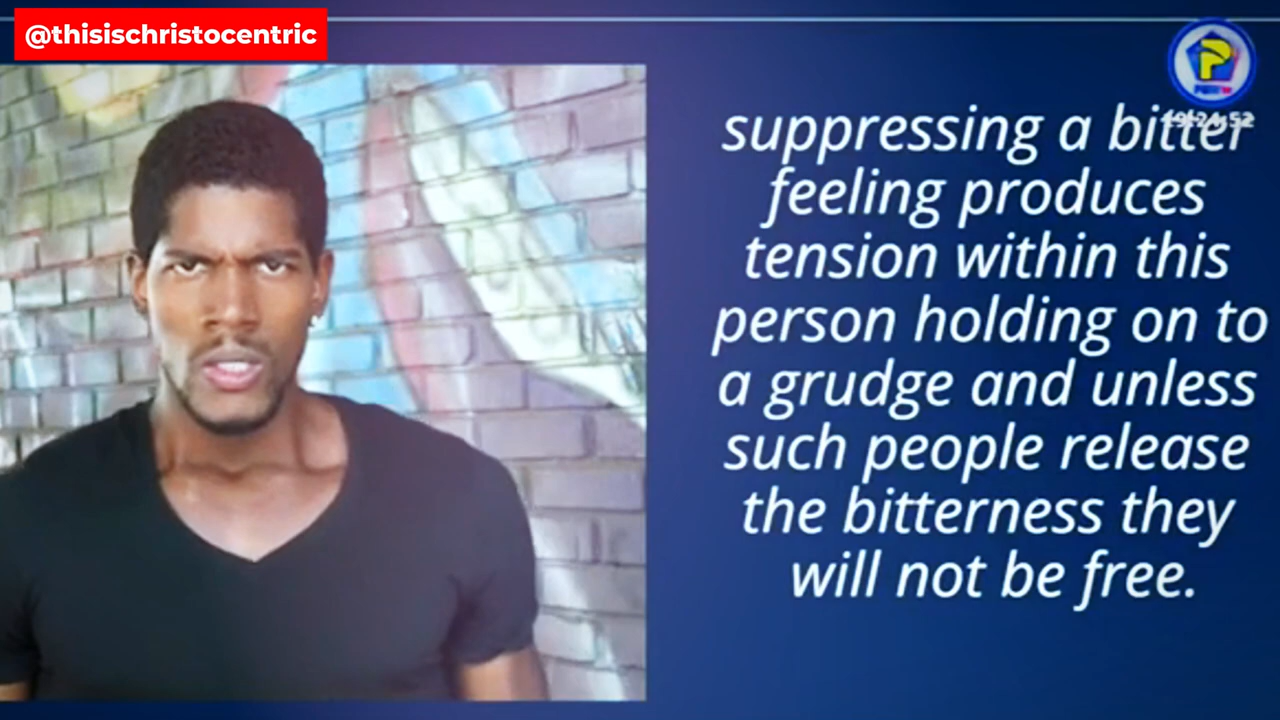 @thisischristocentric
P
suppressing a bitter
feeling produces
tension within this
person holding on to
a grudge and unless
such people release
the bitterness they
will not be free.